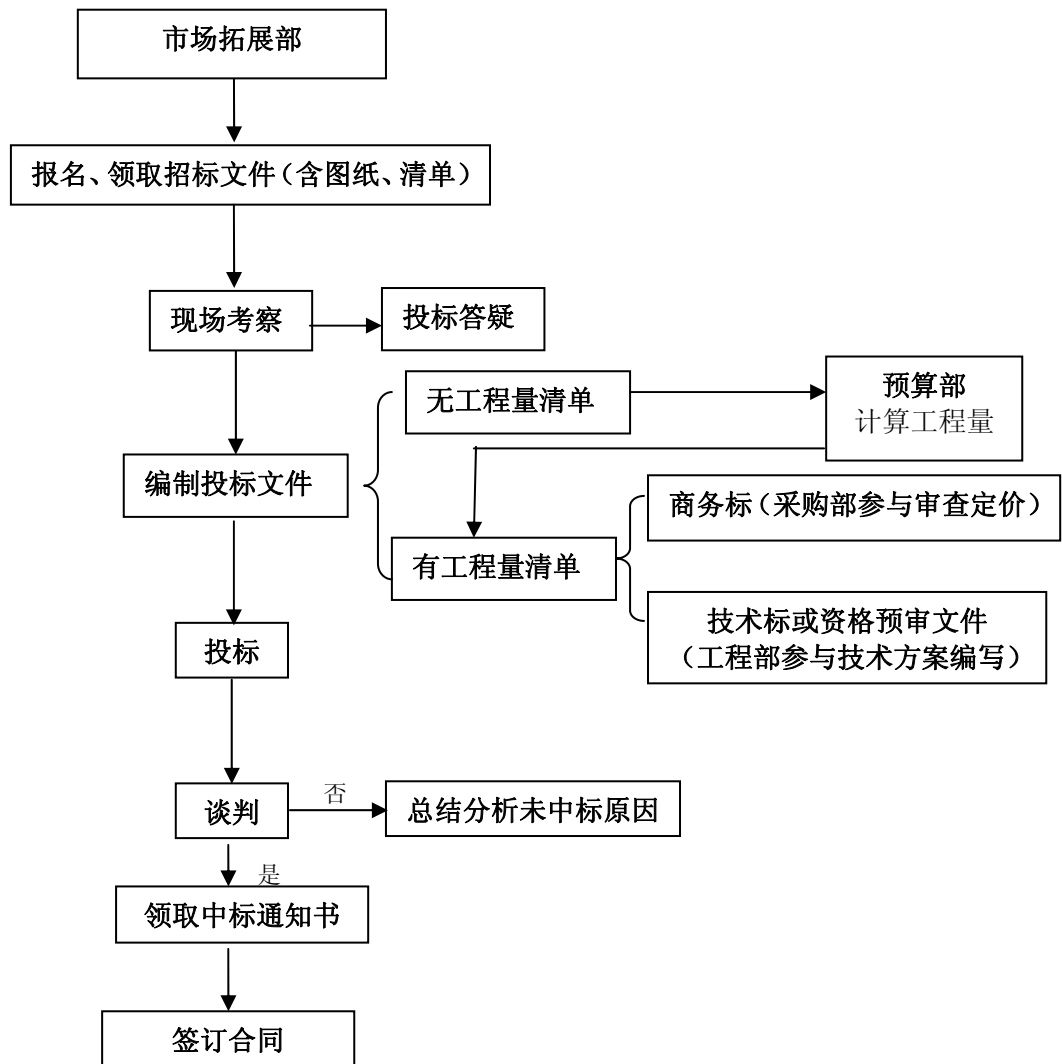 市场拓展部
报名、领取招标文件（含图纸、清单）
现场考察
投标答疑
无工程量清单
预算部
计算工程量
编制投标文件
商务标（采购部参与审查定价）
有工程量清单
技术标或资格预审文件
（工程部参与技术方案编写）
投标
谈判
否
总结分析未中标原因
是
领取中标通知书
签订合同